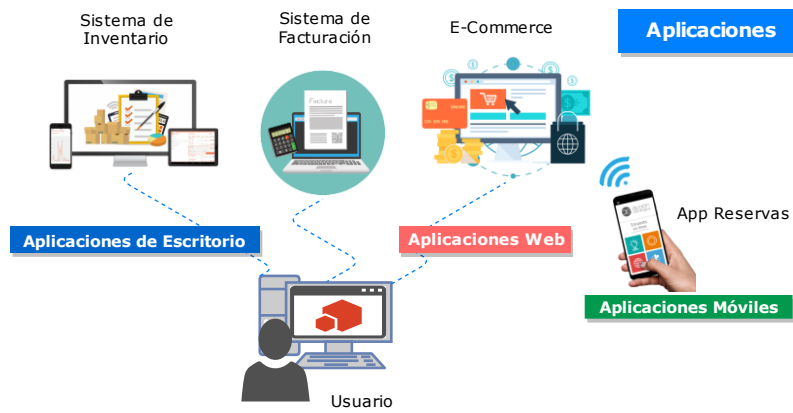 Sistema de
Inventario
Sistema de
Facturación
E-Commerce
Aplicaciones
Factura
App Reservas
Aplicaciones de Escritorio
Aplicaciones Web
Aplicaciones Móviles
Usuario